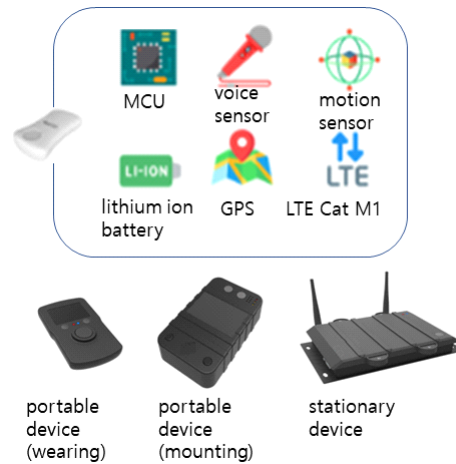 MCU
voice
sensor
motion
sensor
LI-ION
LTE
lithium ion
battery
GPS
LTE Cat M1
portable
device
(wearing)
portable
device
(mounting)
stationary
device